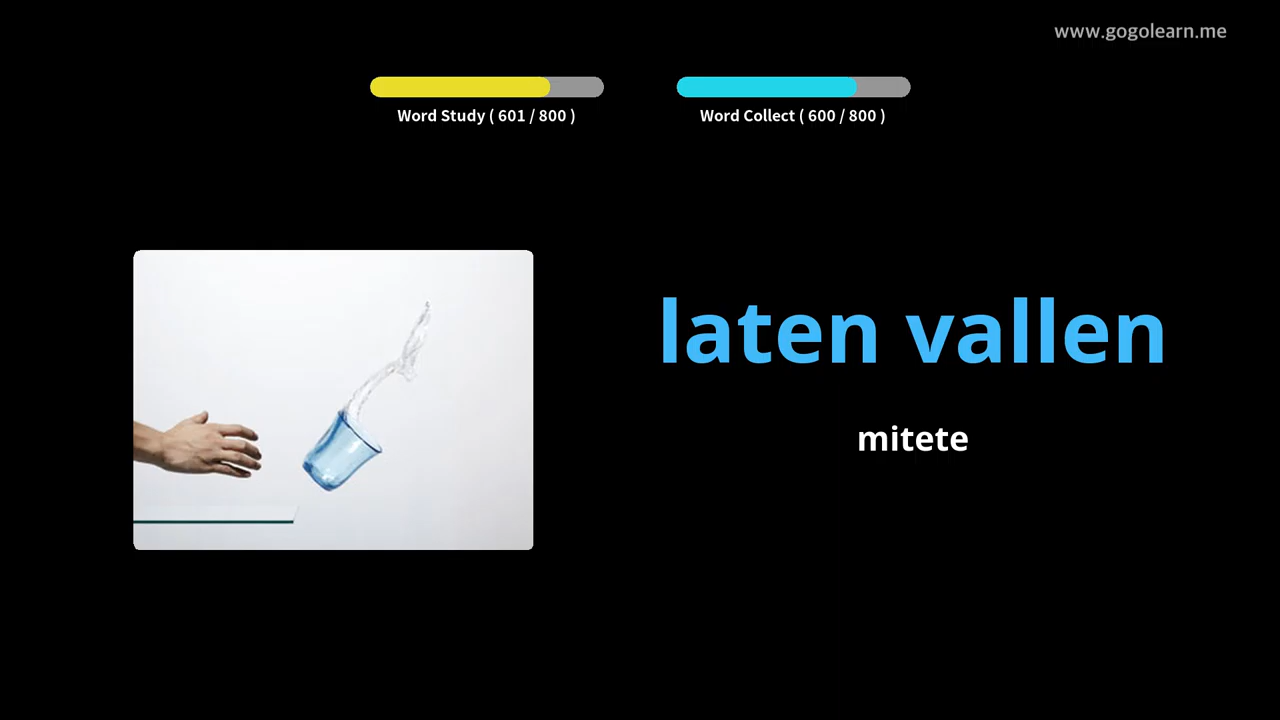 www.gogolearn.me
Word Study ( 601 / 800 )
Word Collect ( 600 / 800 )
laten vallen
mitete